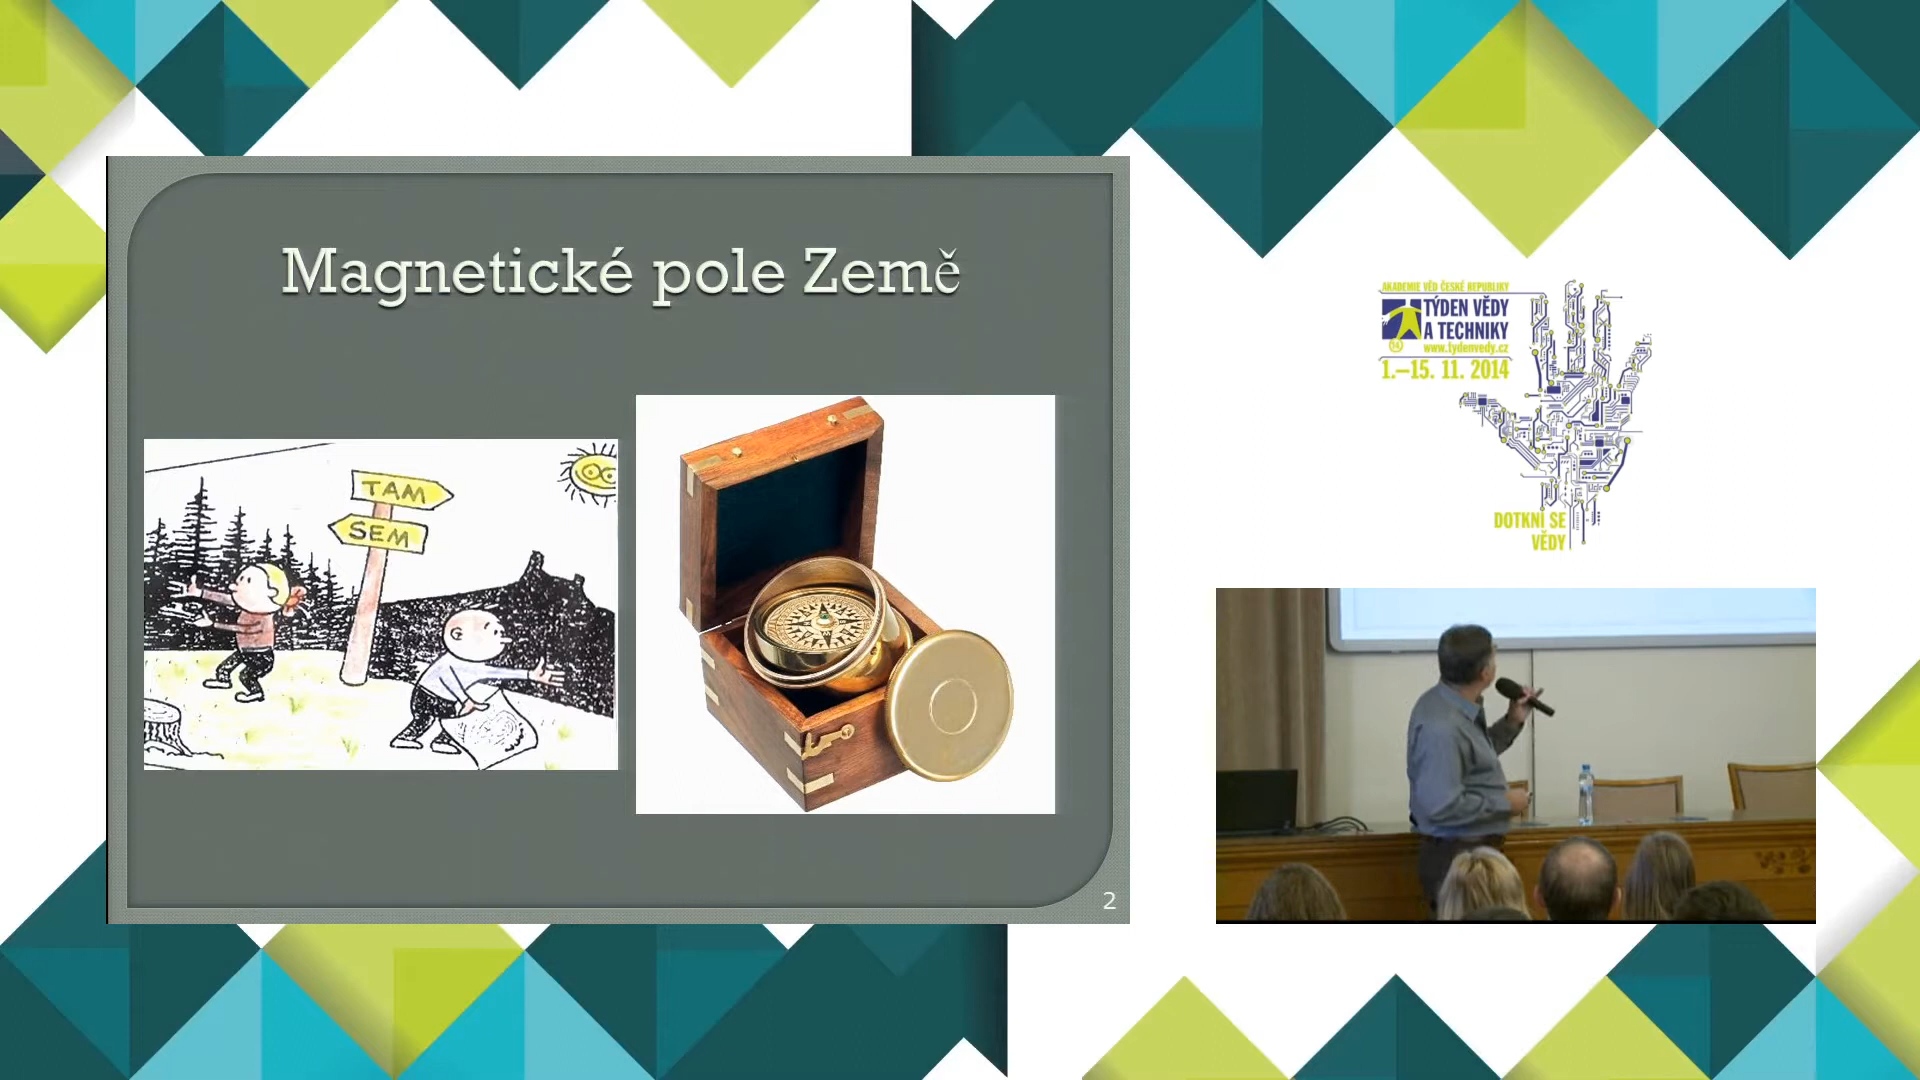 Magnetické pole Země
TAM
SEM
2
AKADEMIE VĚD ČESKÉ REPUBLIKY
TÝDEN VĚDY
A TECHNIKY
www.tydenvedy.cz
1.–15. 11. 2014
DOTKNI SE
VĚDY